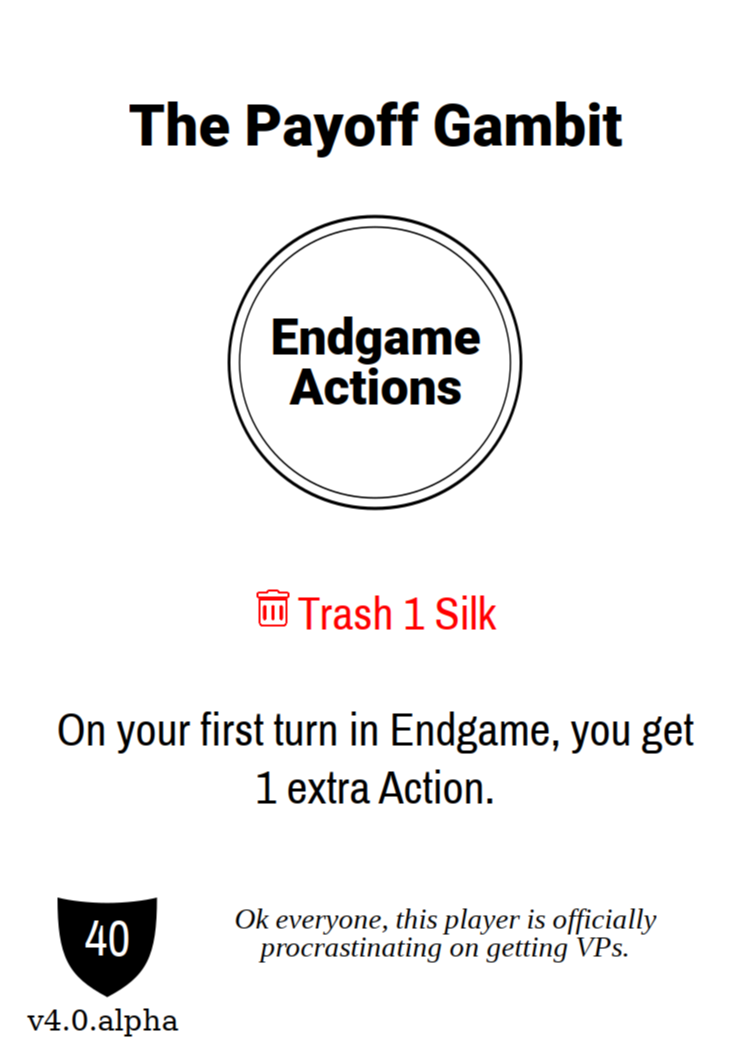 The Payoff Gambit
Endgame
Actions
Trash 1 Silk
On your first turn in Endgame, you get
1 extra Action.
40
Ok everyone, this player is officially
procrastinating on getting VPs.
v4.0.alpha